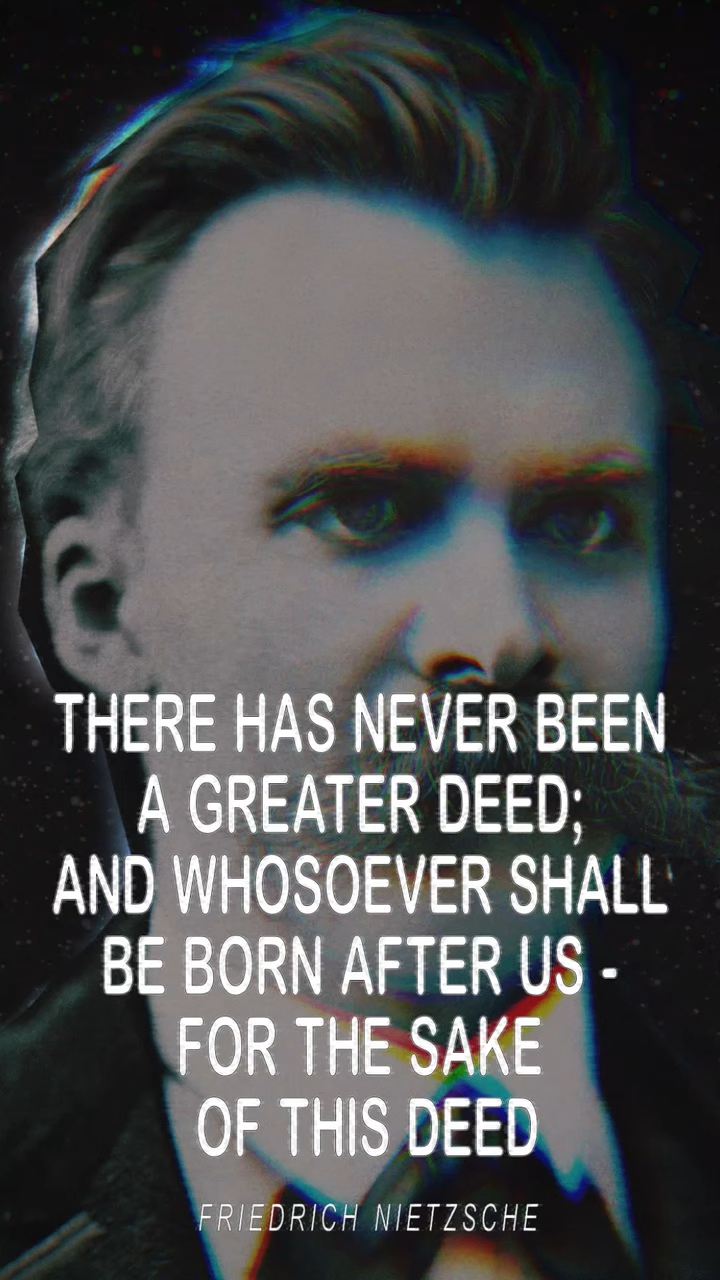 THERE HAS NEVER BEEN
A GREATER DEED;
AND WHOSOEVER SHALL
BE BORN AFTER US -
FOR THE SAKE
OF THIS DEED
FRIEDRICH NIETZSCHE